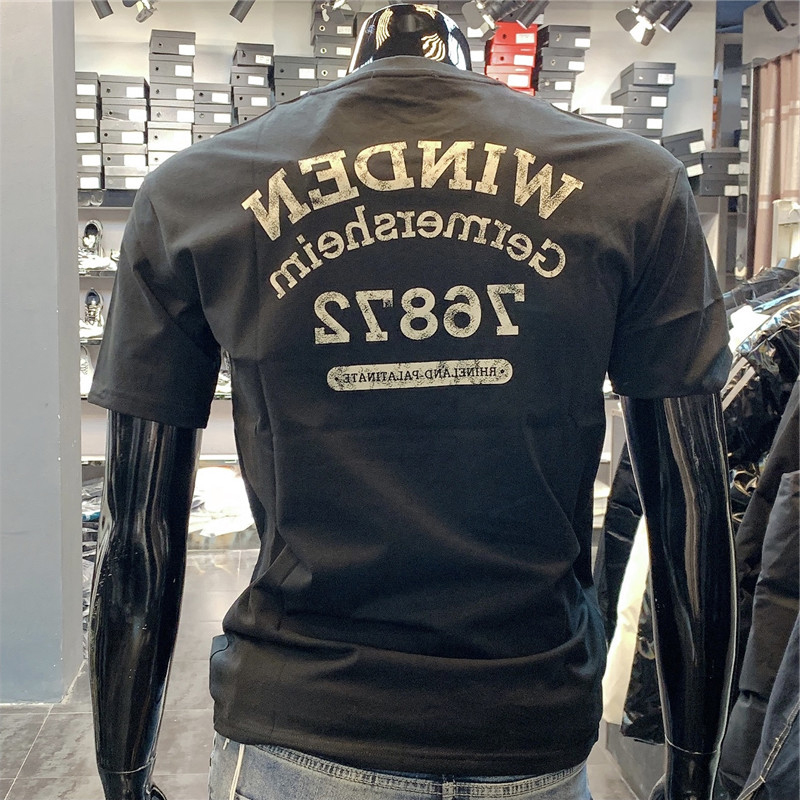 WINDEN
Germersheim
76872
• RHINELAND-PALATINATE •